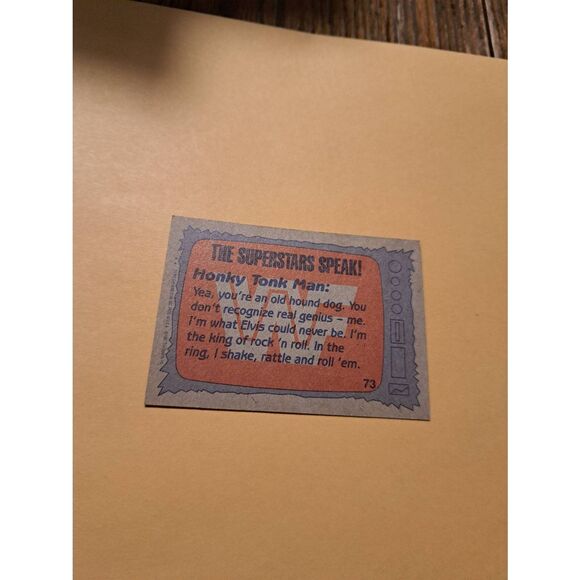 THE SUPERSTARS SPEAK!
Honky Tonk Man:
Yea, you're an old hound dog. You
don't recognize real genius – me.
I'm what Elvis could never be. I'm
the king of rock 'n roll. In the
ring, I shake, rattle and roll 'em.
73